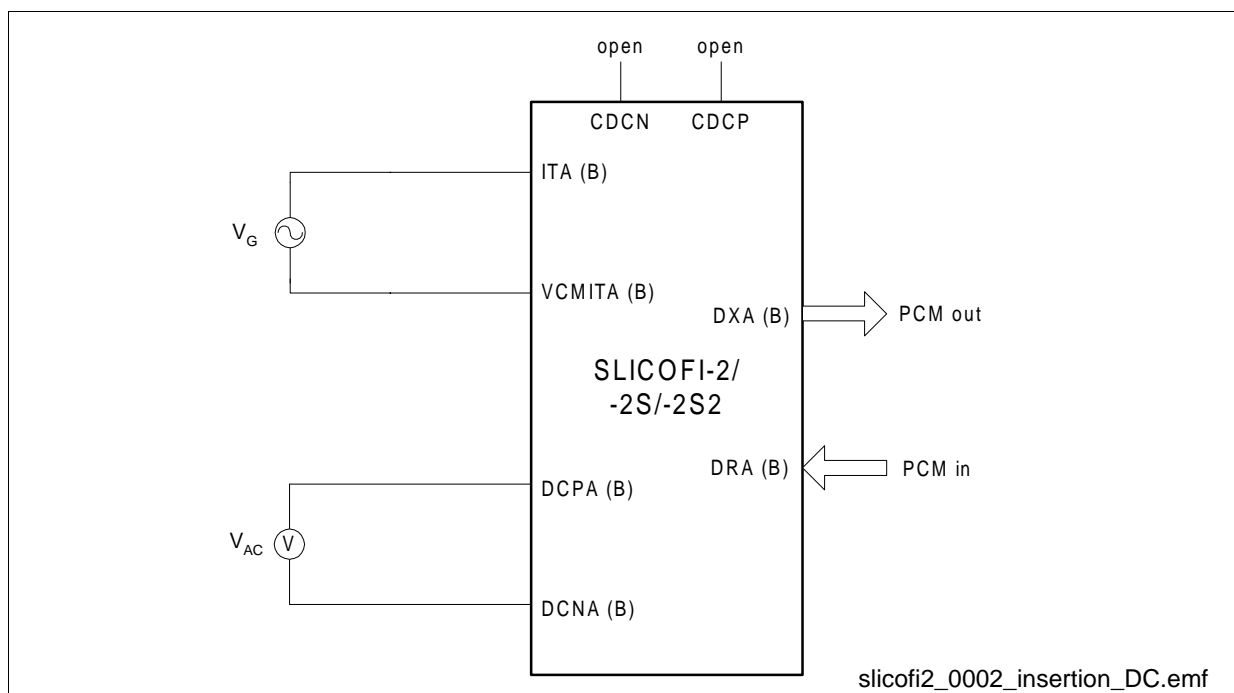 open open
CDCN CDCP
ITA (B)
V_G
VCMITA (B)
DXA (B) PCM out
SLICOFI-2/
-2S/-2S2
DRA (B) PCM in
DCPA (B)
V_AC V
DCNA (B)
slicofi2_0002_insertion_DC.emf